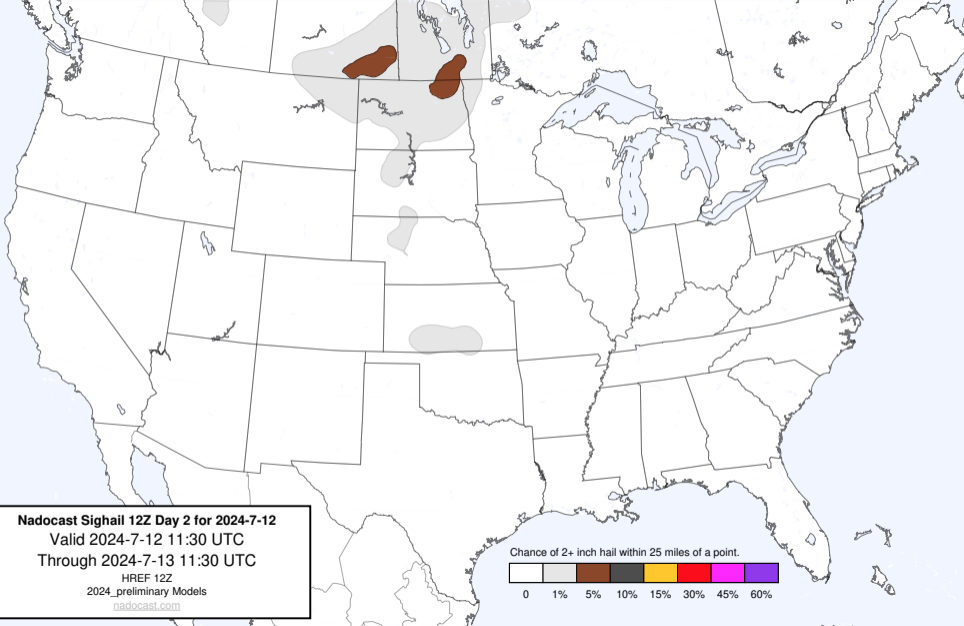 Nadocast Sighail 12Z Day 2 for 2024-7-12
Valid 2024-7-12 11:30 UTC
Through 2024-7-13 11:30 UTC
HREF 12Z
2024_preliminary Models
nadocast.com
Chance of 2+ inch hail within 25 miles of a point.
0 1% 5% 10% 15% 30% 45% 60%